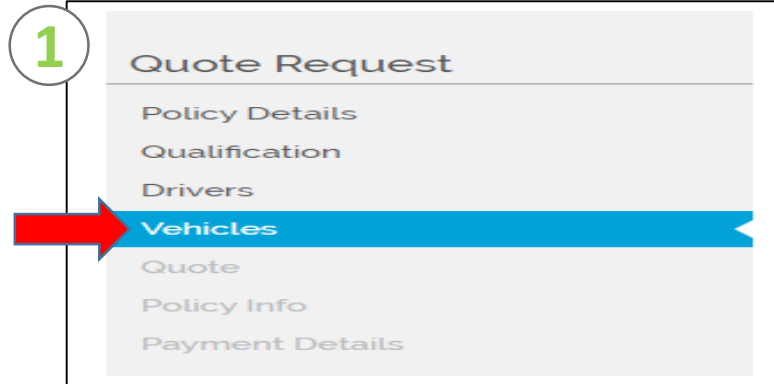 1
Quote Request
Policy Details
Qualification
Drivers
Vehicles
Quote
Policy Info
Payment Details